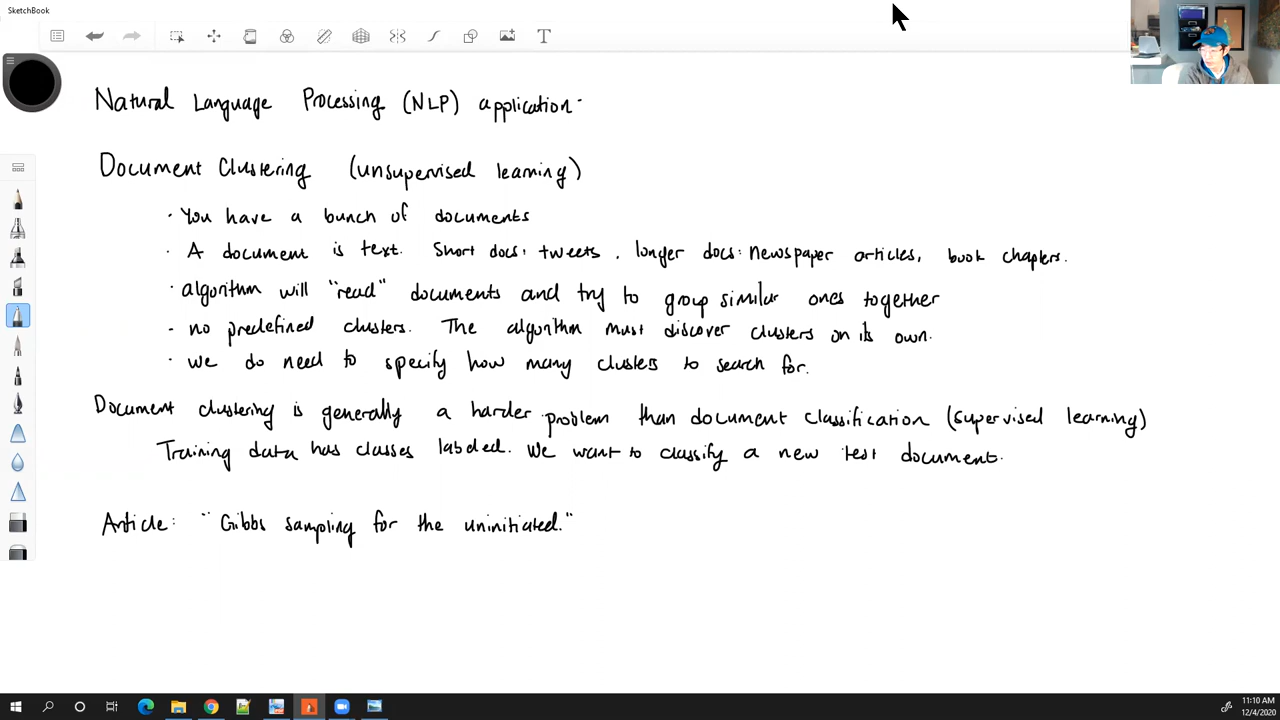 SketchBook
Natural Language Processing (NLP) application:
Document Clustering (unsupervised learning)
· You have a bunch of documents
· A document is text. Short docs: tweets, longer docs: newspaper articles, book chapters.
· algorithm will "read" documents and try to group similar ones together
· no predefined clusters. The algorithm must discover clusters on its own.
· we do need to specify how many clusters to search for.
Document clustering is generally a harder problem than document classification (supervised learning)
Training data has classes labeled. We want to classify a new test document.
Article: "Gibbs sampling for the uninitiated."
11:10 AM
12/4/2020